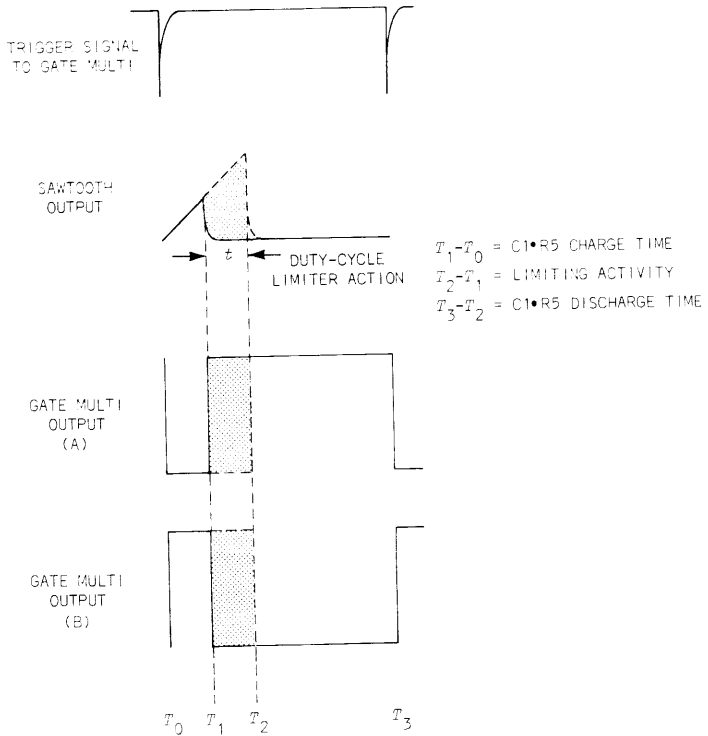 TRIGGER SIGNAL
TO GATE MULTI
SAWTOOTH
OUTPUT
t
DUTY-CYCLE
LIMITER ACTION
T1-T0 = C1•R5 CHARGE TIME
T2-T1 = LIMITING ACTIVITY
T3-T2 = C1•R5 DISCHARGE TIME
GATE MULTI
OUTPUT
(A)
GATE MULTI
OUTPUT
(B)
T0 T1 T2 T3